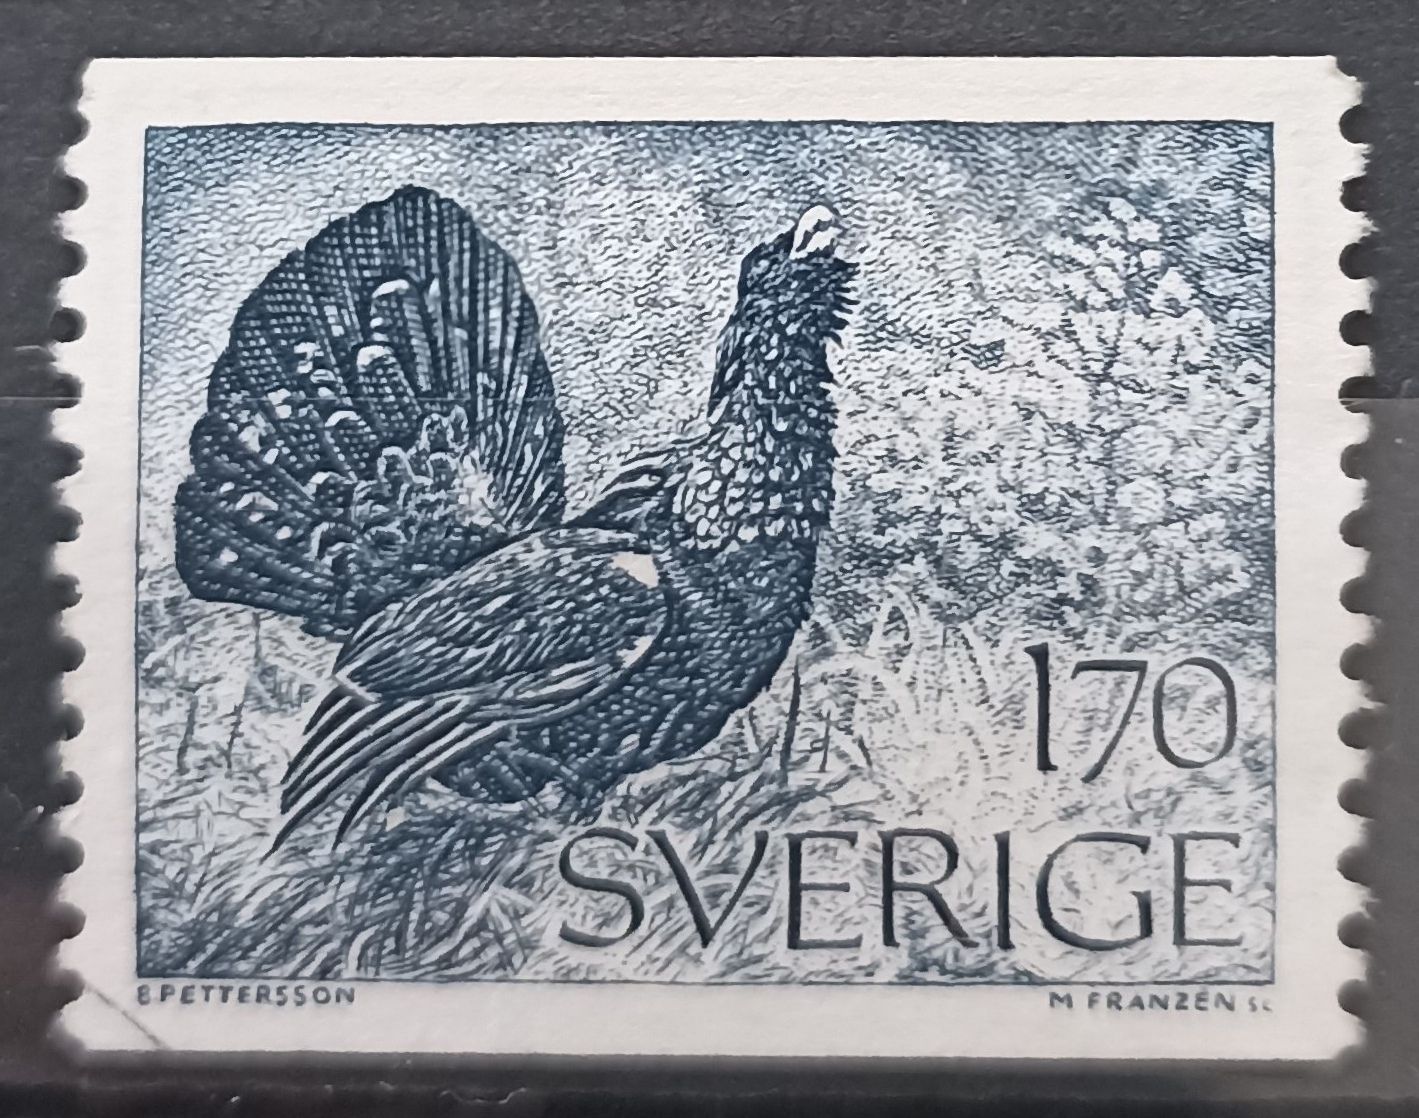 170
SVERIGE
B PETTERSSON
M FRANZÉN SC